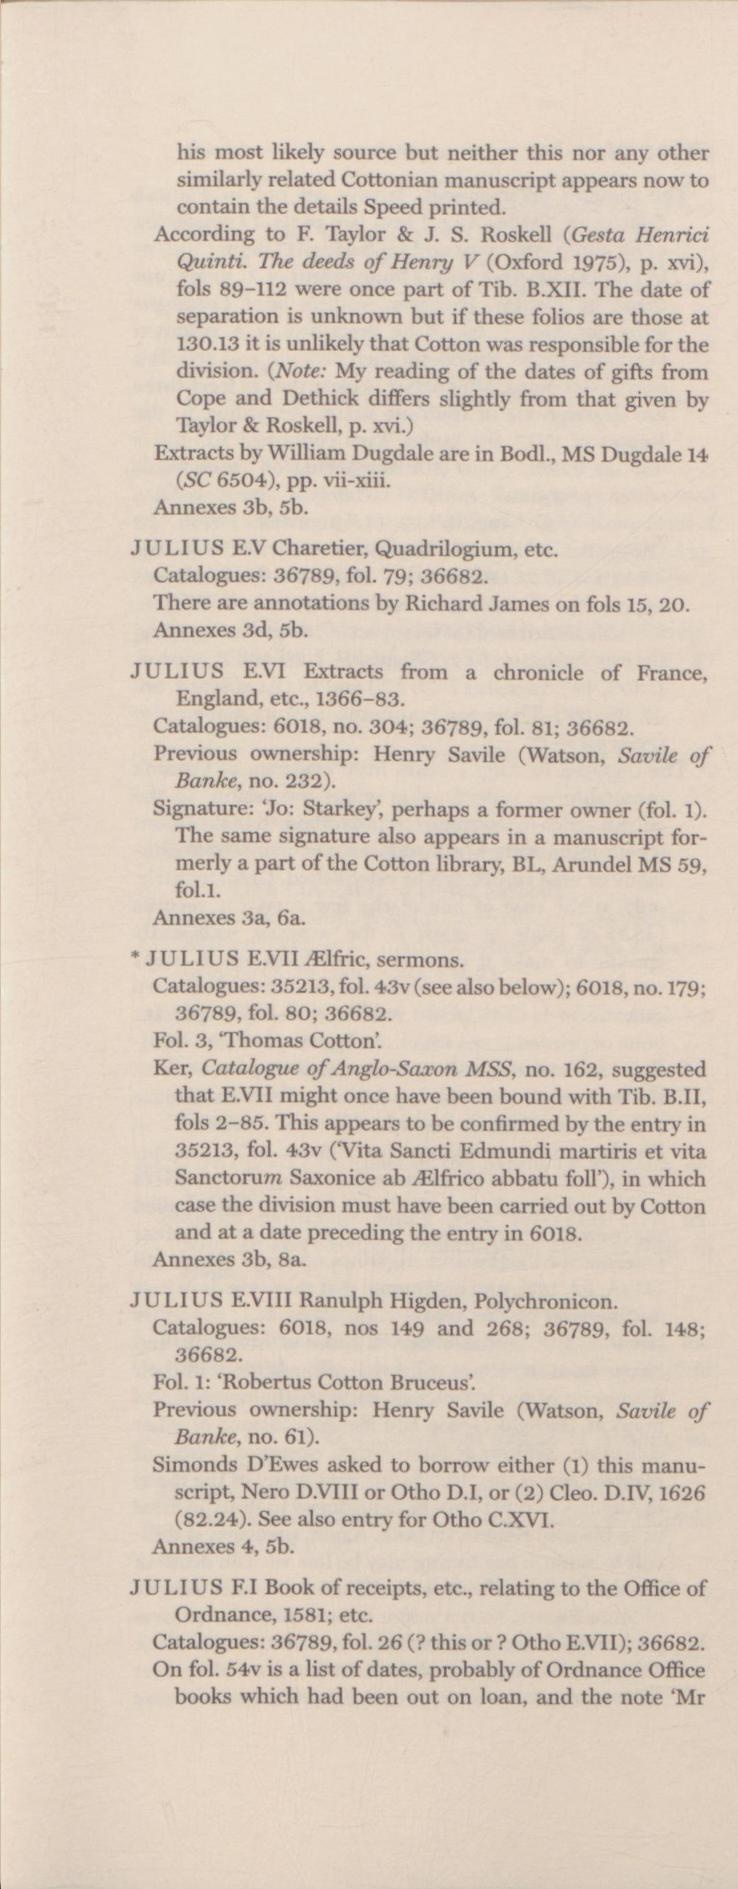 his most likely source but neither this nor any other
similarly related Cottonian manuscript appears now to
contain the details Speed printed.
According to F. Taylor & J. S. Roskell (Gesta Henrici
Quinti. The deeds of Henry V (Oxford 1975), p. xvi),
fols 89–112 were once part of Tib. B.XII. The date of
separation is unknown but if these folios are those at
130.13 it is unlikely that Cotton was responsible for the
division. (Note: My reading of the dates of gifts from
Cope and Dethick differs slightly from that given by
Taylor & Roskell, p. xvi.)
Extracts by William Dugdale are in Bodl., MS Dugdale 14
(SC 6504), pp. vii-xiii.
Annexes 3b, 5b.
JULIUS E.V Charetier, Quadrilogium, etc.
Catalogues: 36789, fol. 79; 36682.
There are annotations by Richard James on fols 15, 20.
Annexes 3d, 5b.
JULIUS E.VI Extracts from a chronicle of France,
England, etc., 1366–83.
Catalogues: 6018, no. 304; 36789, fol. 81; 36682.
Previous ownership: Henry Savile (Watson, Savile of
Banke, no. 232).
Signature: ‘Jo: Starkey’, perhaps a former owner (fol. 1).
The same signature also appears in a manuscript for-
merly a part of the Cotton library, BL, Arundel MS 59,
fol.1.
Annexes 3a, 6a.
* JULIUS E.VII Ælfric, sermons.
Catalogues: 35213, fol. 43v (see also below); 6018, no. 179;
36789, fol. 80; 36682.
Fol. 3, ‘Thomas Cotton’.
Ker, Catalogue of Anglo-Saxon MSS, no. 162, suggested
that E.VII might once have been bound with Tib. B.II,
fols 2–85. This appears to be confirmed by the entry in
35213, fol. 43v (‘Vita Sancti Edmundi martiris et vita
Sanctorum Saxonice ab Ælfrico abbatu foll’), in which
case the division must have been carried out by Cotton
and at a date preceding the entry in 6018.
Annexes 3b, 8a.
JULIUS E.VIII Ranulph Higden, Polychronicon.
Catalogues: 6018, nos 149 and 268; 36789, fol. 148;
36682.
Fol. 1: ‘Robertus Cotton Bruceus’.
Previous ownership: Henry Savile (Watson, Savile of
Banke, no. 61).
Simonds D’Ewes asked to borrow either (1) this manu-
script, Nero D.VIII or Otho D.I, or (2) Cleo. D.IV, 1626
(82.24). See also entry for Otho C.XVI.
Annexes 4, 5b.
JULIUS F.I Book of receipts, etc., relating to the Office of
Ordnance, 1581; etc.
Catalogues: 36789, fol. 26 (? this or ? Otho E.VII); 36682.
On fol. 54v is a list of dates, probably of Ordnance Office
books which had been out on loan, and the note ‘Mr